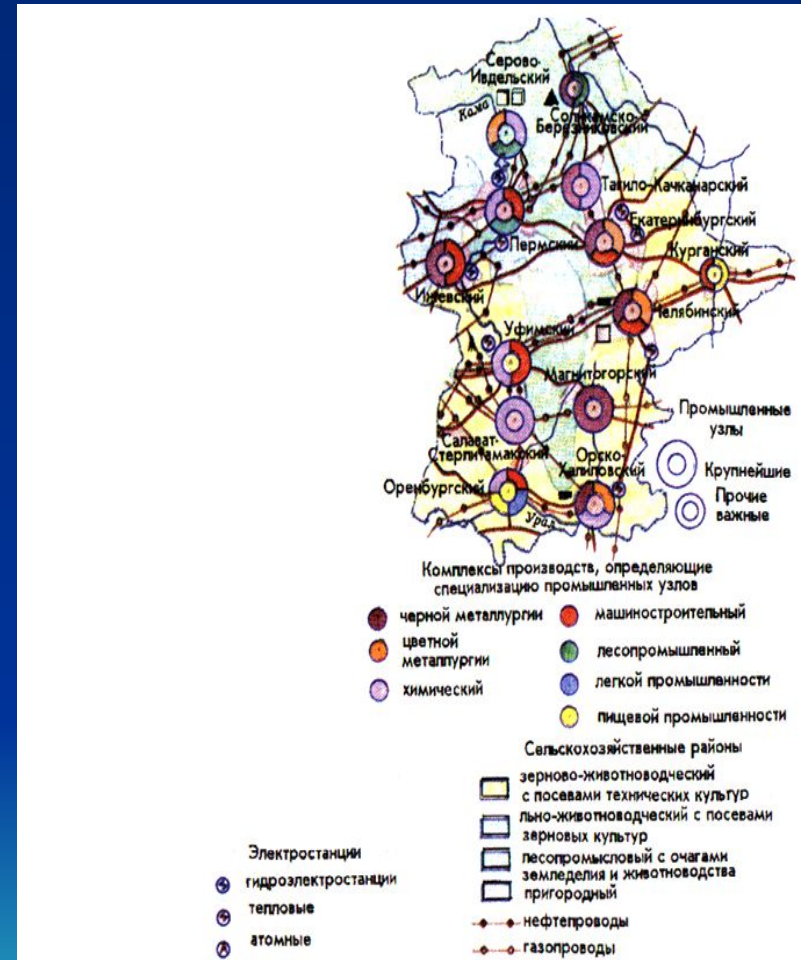 Серово-
Ивдельский
Кама
Соликамско-
Березниковский
Тагило-Качканарский
Екатеринбургский
Пермский
Курганский
Ижевский
Челябинский
Уфимский
Магнитогорский
Промышленные
узлы
Салават-
Стерлитамакский
Орско-
Халиловский
Крупнейшие
Оренбургский
Прочие
важные
Урал
Комплексы производств, определяющие
специализацию промышленных узлов
черной металлургии
машиностроительный
цветной
металлургии
лесопромышленный
химический
легкой промышленности
пищевой промышленности
Сельскохозяйственные районы
зерново-животноводческий
с посевами технических культур
льно-животноводческий с посевами
зерновых культур
лесопромысловый с очагами
земледелия и животноводства
пригородный
Электростанции
гидроэлектростанции
тепловые
атомные
нефтепроводы
газопроводы